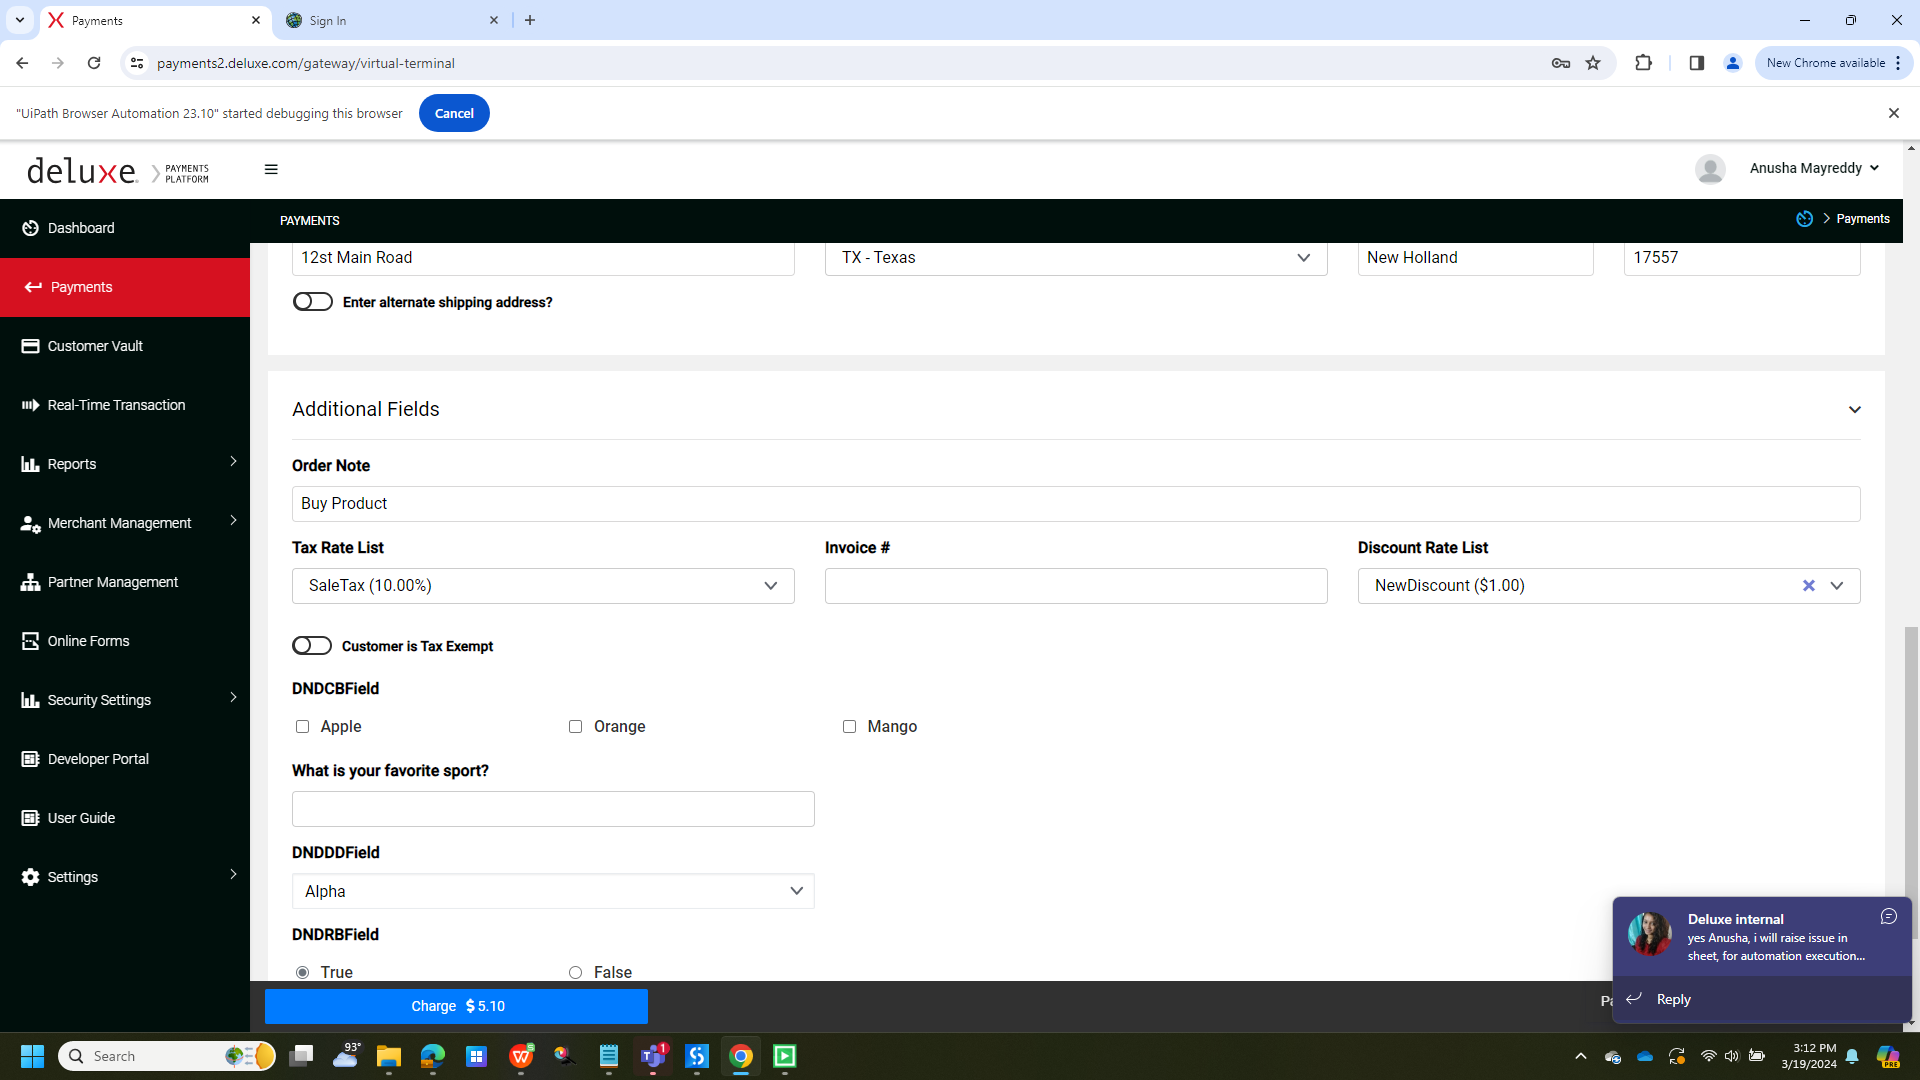 Payments
Sign In
payments2.deluxe.com/gateway/virtual-terminal
New Chrome available
"UiPath Browser Automation 23.10" started debugging this browser
Cancel
deluxe. PAYMENTS PLATFORM
Anusha Mayreddy
PAYMENTS
Payments
Dashboard
Payments
Customer Vault
Real-Time Transaction
Reports
Merchant Management
Partner Management
Online Forms
Security Settings
Developer Portal
User Guide
Settings
12st Main Road
TX - Texas
New Holland
17557
Enter alternate shipping address?
Additional Fields
Order Note
Buy Product
Tax Rate List
Invoice #
Discount Rate List
SaleTax (10.00%)
NewDiscount ($1.00)
Customer is Tax Exempt
DNDCBField
Apple
Orange
Mango
What is your favorite sport?
DNDDDField
Alpha
DNDRBField
True
False
Charge $ 5.10
Deluxe internal
yes Anusha, i will raise issue in
sheet, for automation execution...
Reply
Search
93°
1
PRE
3:12 PM
3/19/2024